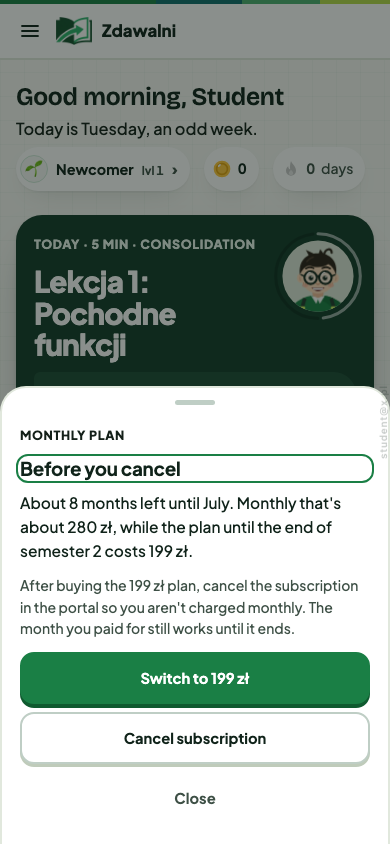 Zdawalni
Good morning, Student
Today is Tuesday, an odd week.
Newcomer lvl 1 ›
0
0 days
TODAY · 5 MIN · CONSOLIDATION
Lekcja 1:
Pochodne
funkcji
MONTHLY PLAN
Before you cancel
About 8 months left until July. Monthly that's
about 280 zł, while the plan until the end of
semester 2 costs 199 zł.
After buying the 199 zł plan, cancel the subscription
in the portal so you aren't charged monthly. The
month you paid for still works until it ends.
Switch to 199 zł
Cancel subscription
Close